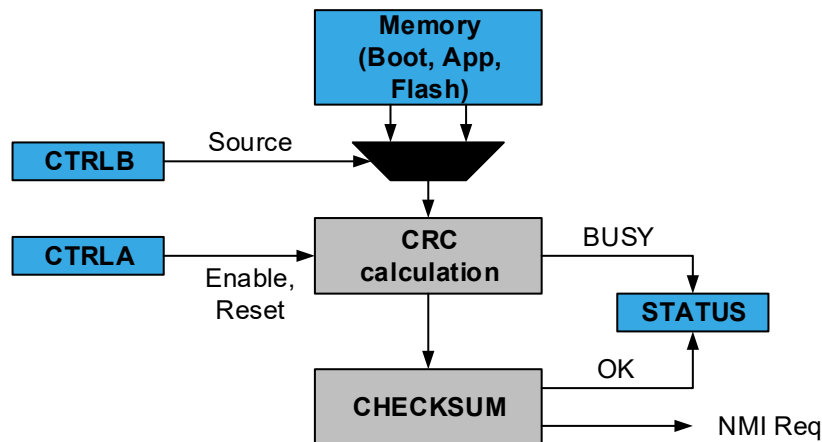 Memory
(Boot, App,
Flash)
CTRLB
Source
CTRLA
Enable,
Reset
CRC
calculation
BUSY
STATUS
CHECKSUM
OK
NMI Req